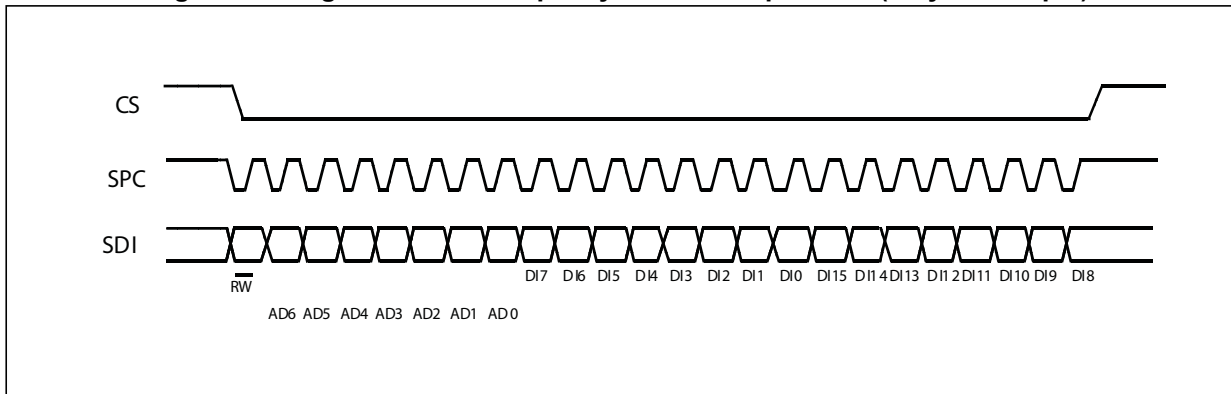 CS
SPC
SDI
RW
DI7 DI6 DI5 DI4 DI3 DI2 DI1 DI0 DI15 DI14 DI13 DI12 DI11 DI10 DI9 DI8
AD6 AD5 AD4 AD3 AD2 AD1 AD0